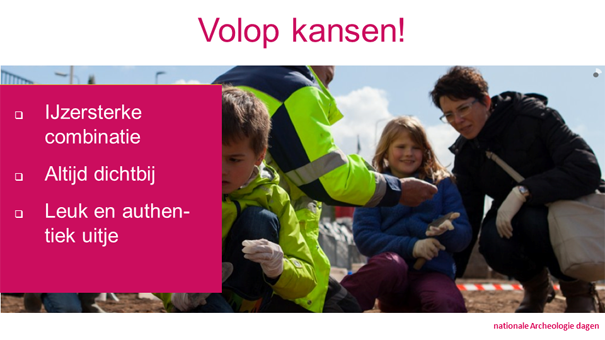 Volop kansen!
IJzersterke
combinatie
Altijd dichtbij
Leuk en authen-
tiek uitje
nationale Archeologie dagen